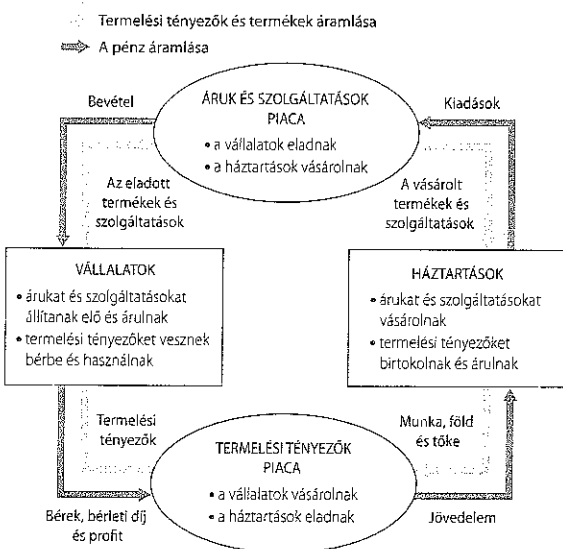 Termelési tényezők és termékek áramlása
A pénz áramlása
Bevétel
ÁRUK ÉS SZOLGÁLTATÁSOK
PIACA
• a vállalatok eladnak
• a háztartások vásárolnak
Kiadások
Az eladott
termékek és
szolgáltatások
A vásárolt
termékek és
szolgáltatások
VÁLLALATOK
• árukat és szolgáltatásokat
állítanak elő és árulnak
• termelési tényezőket vesznek
bérbe és használnak
HÁZTARTÁSOK
• árukat és szolgáltatásokat
vásárolnak
• termelési tényezőket
birtokolnak és árulnak
Termelési
tényezők
Munka, föld
és tőke
TERMELÉSI TÉNYEZŐK
PIACA
• a vállalatok vásárolnak
• a háztartások eladnak
Bérek, bérleti díj
és profit
Jövedelem